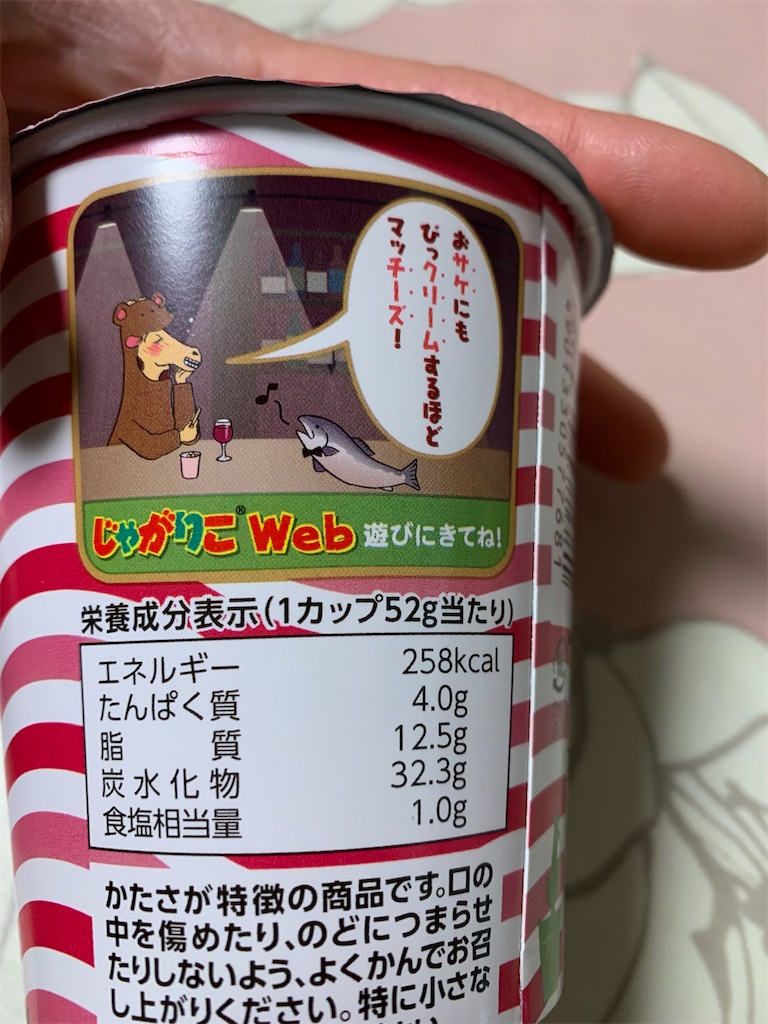 おサケにも
びっクリームするほど
マッチーズ!
じゃがりこ® Web 遊びにきてね!
栄養成分表示(1カップ52g当たり)
エネルギー 258kcal
たんぱく質 4.0g
脂質 12.5g
炭水化物 32.3g
食塩相当量 1.0g
かたさが特徴の商品です。口の
中を傷めたり、のどにつまらせ
たりしないよう、よくかんでお召
し上がりください。特に小さな